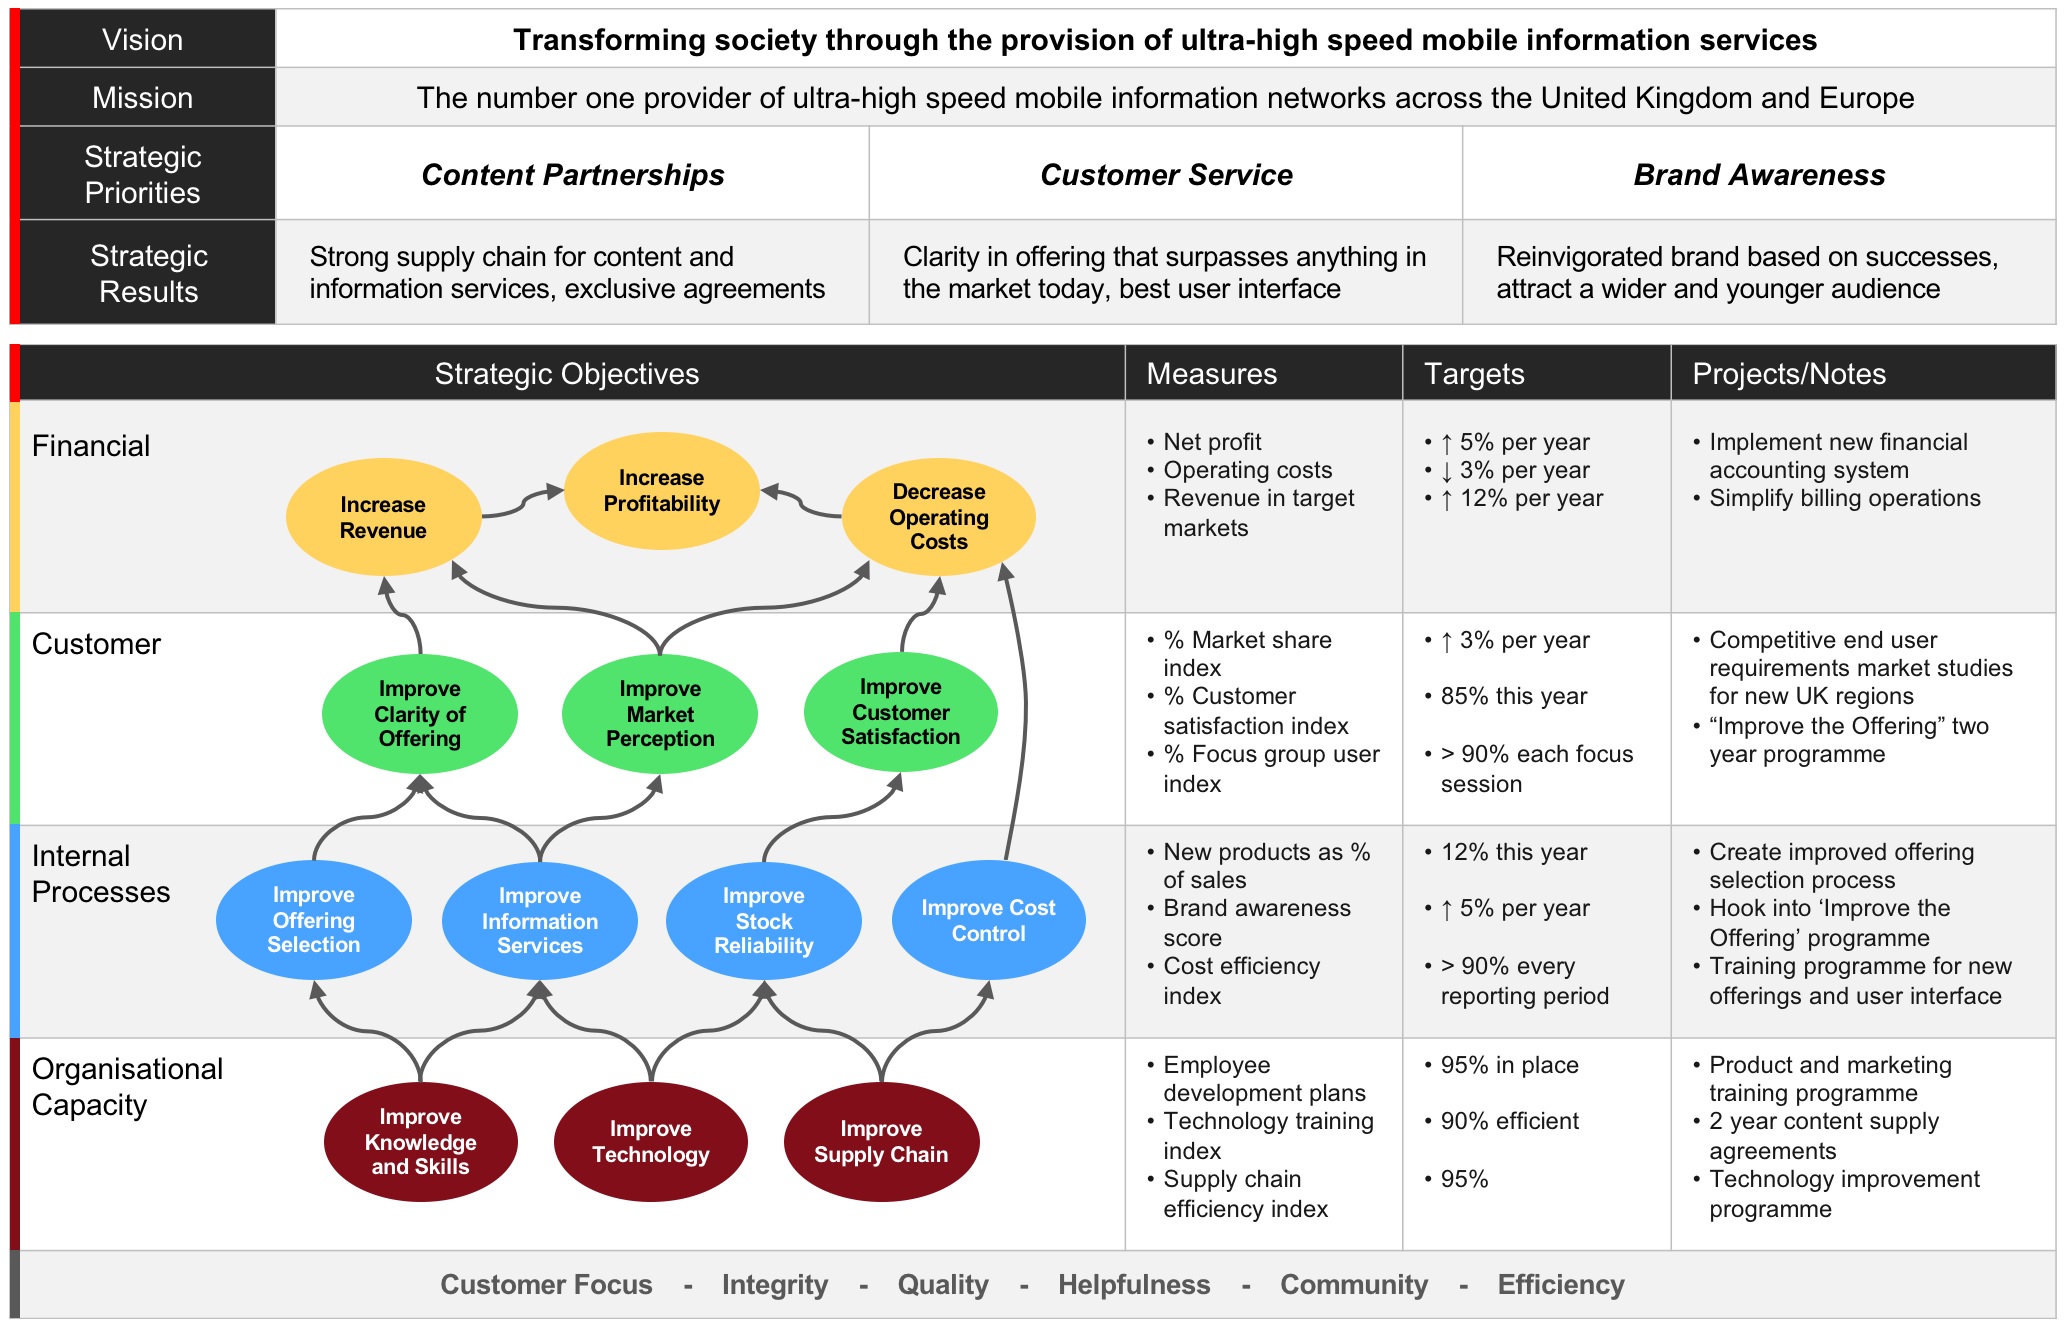 Vision
Transforming society through the provision of ultra-high speed mobile information services
Mission
The number one provider of ultra-high speed mobile information networks across the United Kingdom and Europe
Strategic
Priorities
Content Partnerships
Customer Service
Brand Awareness
Strategic
Results
Strong supply chain for content and
information services, exclusive agreements
Clarity in offering that surpasses anything in
the market today, best user interface
Reinvigorated brand based on successes,
attract a wider and younger audience
Strategic Objectives
Measures
Targets
Projects/Notes
Financial
Increase
Revenue
Increase
Profitability
Decrease
Operating
Costs
• Net profit
• Operating costs
• Revenue in target
markets
• ↑ 5% per year
• ↓ 3% per year
• ↑ 12% per year
• Implement new financial
accounting system
• Simplify billing operations
Customer
Improve
Clarity of
Offering
Improve
Market
Perception
Improve
Customer
Satisfaction
• % Market share
index
• % Customer
satisfaction index
• % Focus group user
index
• ↑ 3% per year
• 85% this year
• > 90% each focus
session
• Competitive end user
requirements market studies
for new UK regions
• “Improve the Offering” two
year programme
Internal
Processes
Improve
Offering
Selection
Improve
Information
Services
Improve
Stock
Reliability
Improve Cost
Control
• New products as %
of sales
• Brand awareness
score
• Cost efficiency
index
• 12% this year
• ↑ 5% per year
• > 90% every
reporting period
• Create improved offering
selection process
• Hook into ‘Improve the
Offering’ programme
• Training programme for new
offerings and user interface
Organisational
Capacity
Improve
Knowledge
and Skills
Improve
Technology
Improve
Supply Chain
• Employee
development plans
• Technology training
index
• Supply chain
efficiency index
• 95% in place
• 90% efficient
• 95%
• Product and marketing
training programme
• 2 year content supply
agreements
• Technology improvement
programme
Customer Focus - Integrity - Quality - Helpfulness - Community - Efficiency